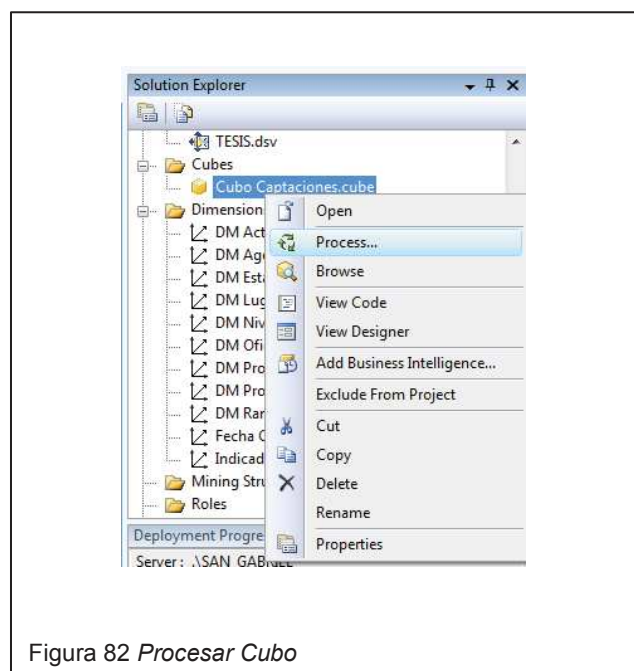 Solution Explorer
TESIS.dsv
Cubes
Cubo Captaciones.cube
Dimension
DM Act
DM Age
DM Esta
DM Lug
DM Niv
DM Ofi
DM Pro
DM Pro
DM Ran
Fecha
Indicad
Mining Stru
Roles
Open
Process...
Browse
View Code
View Designer
Add Business Intelligence...
Exclude From Project
Cut
Copy
Delete
Rename
Properties
Deployment Progre
Server: .\SAN_GABRIEL
Figura 82 Procesar Cubo